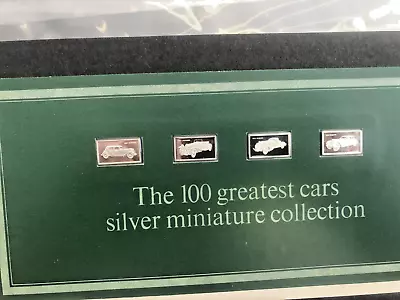 The 100 greatest cars
silver miniature collection